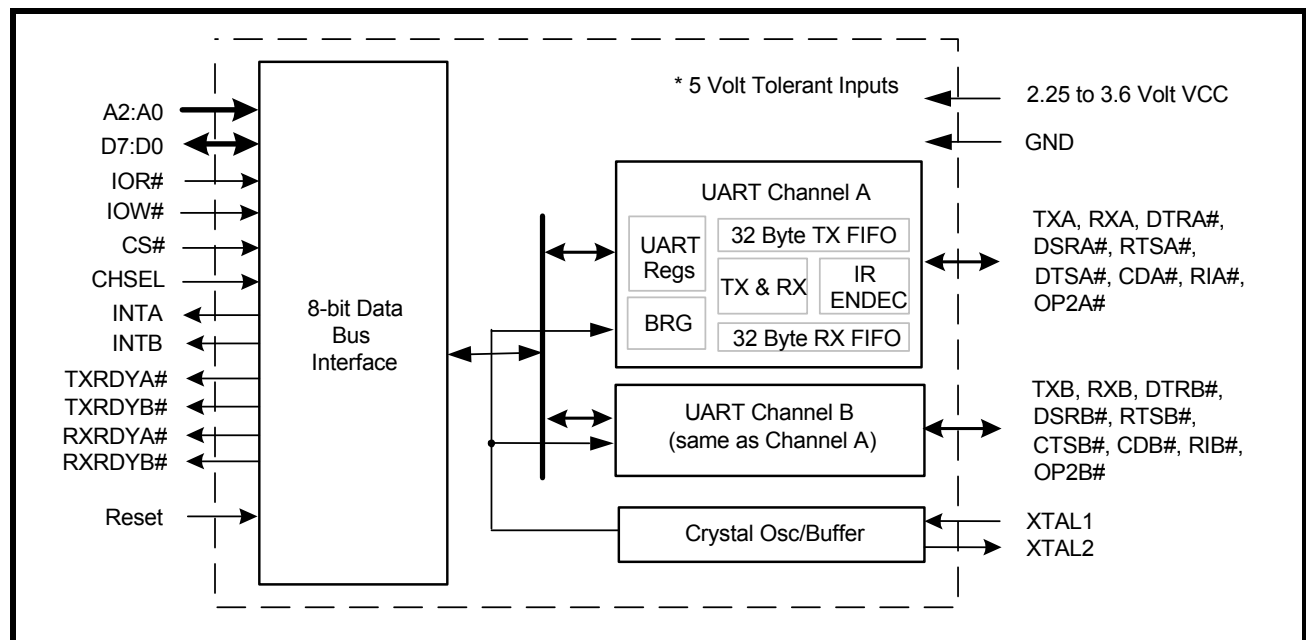 A2:A0
D7:D0
IOR#
IOW#
CS#
CHSEL
INTA
INTB
TXRDYA#
TXRDYB#
RXRDYA#
RXRDYB#
Reset
8-bit Data
Bus
Interface
* 5 Volt Tolerant Inputs
2.25 to 3.6 Volt VCC
GND
UART Channel A
UART
Regs
BRG
32 Byte TX FIFO
TX & RX
IR
ENDEC
32 Byte RX FIFO
TXA, RXA, DTRA#,
DSRA#, RTSA#,
DTSA#, CDA#, RIA#,
OP2A#
UART Channel B
(same as Channel A)
TXB, RXB, DTRB#,
DSRB#, RTSB#,
CTSB#, CDB#, RIB#,
OP2B#
Crystal Osc/Buffer
XTAL1
XTAL2